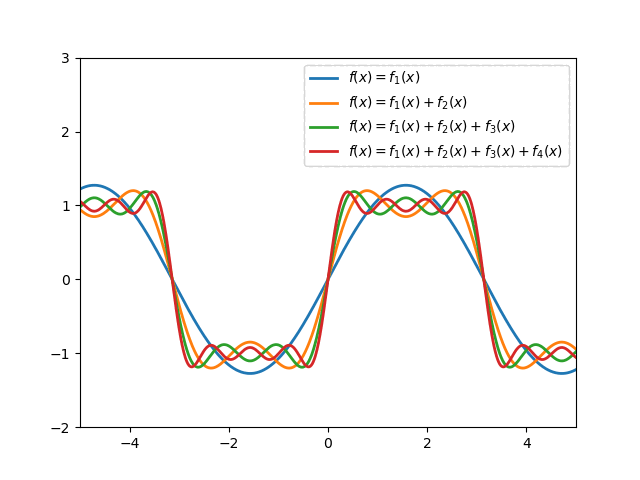 3
2
1
0
−1
−2
−4
−2
0
2
4
f(x) = f₁(x)
f(x) = f₁(x) + f₂(x)
f(x) = f₁(x) + f₂(x) + f₃(x)
f(x) = f₁(x) + f₂(x) + f₃(x) + f₄(x)